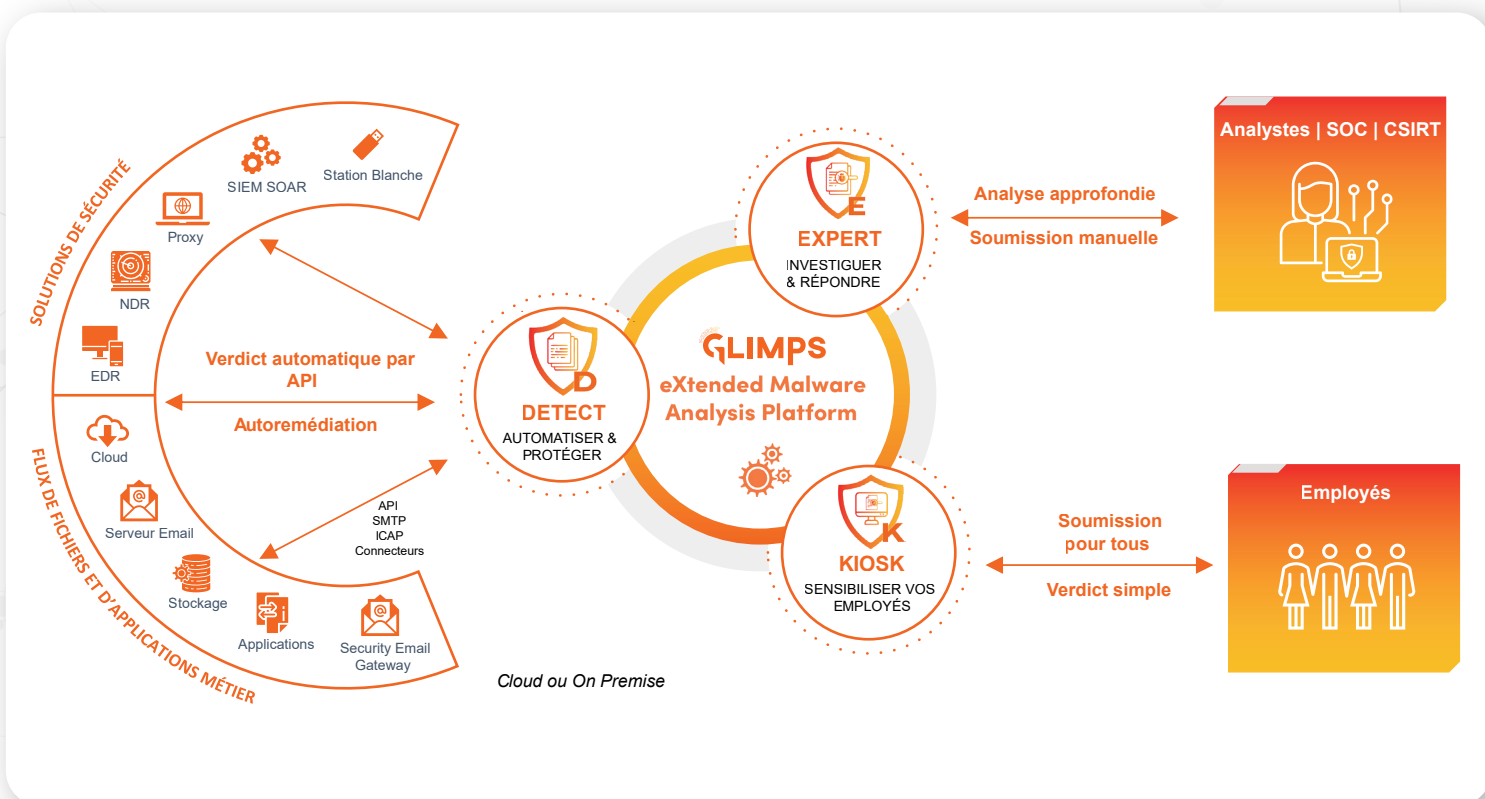 SOLUTIONS DE SÉCURITÉ
Station Blanche
SIEM SOAR
Proxy
NDR
EDR
FLUX DE FICHIERS ET D'APPLICATIONS MÉTIER
Cloud
Serveur Email
Stockage
Applications
Security Email
Gateway
Verdict automatique par
API
Autoremédiation
API
SMTP
ICAP
Connecteurs
D
DETECT
AUTOMATISER &
PROTÉGER
GLIMPS
eXtended Malware
Analysis Platform
E
EXPERT
INVESTIGUER
& RÉPONDRE
K
KIOSK
SENSIBILISER VOS
EMPLOYÉS
Analyse approfondie
Soumission manuelle
Analystes | SOC | CSIRT
Soumission
pour tous
Verdict simple
Employés
Cloud ou On Premise